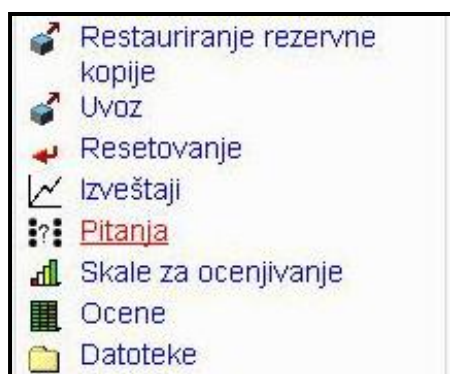 Restauriranje rezervne
kopije
Uvoz
Resetovanje
Izveštaji
Pitanja
Skale za ocenjivanje
Ocene
Datoteke